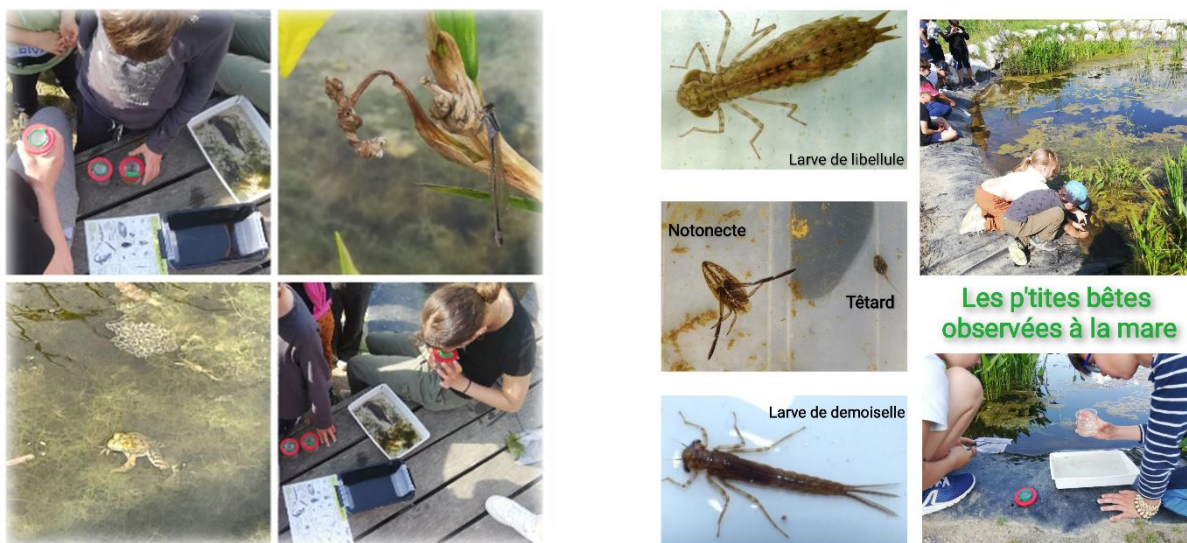 Larve de libellule
Notonecte
Têtard
Les p'tites bêtes
observées à la mare
Larve de demoiselle